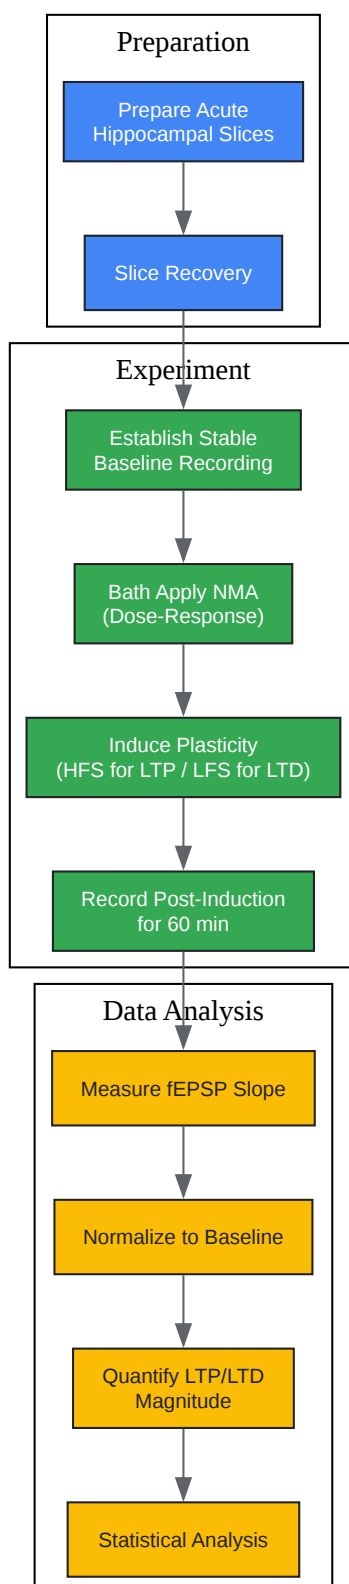 Preparation
Prepare Acute
Hippocampal Slices
Slice Recovery
Experiment
Establish Stable
Baseline Recording
Bath Apply NMA
(Dose-Response)
Induce Plasticity
(HFS for LTP / LFS for LTD)
Record Post-Induction
for 60 min
Data Analysis
Measure fEPSP Slope
Normalize to Baseline
Quantify LTP/LTD
Magnitude
Statistical Analysis